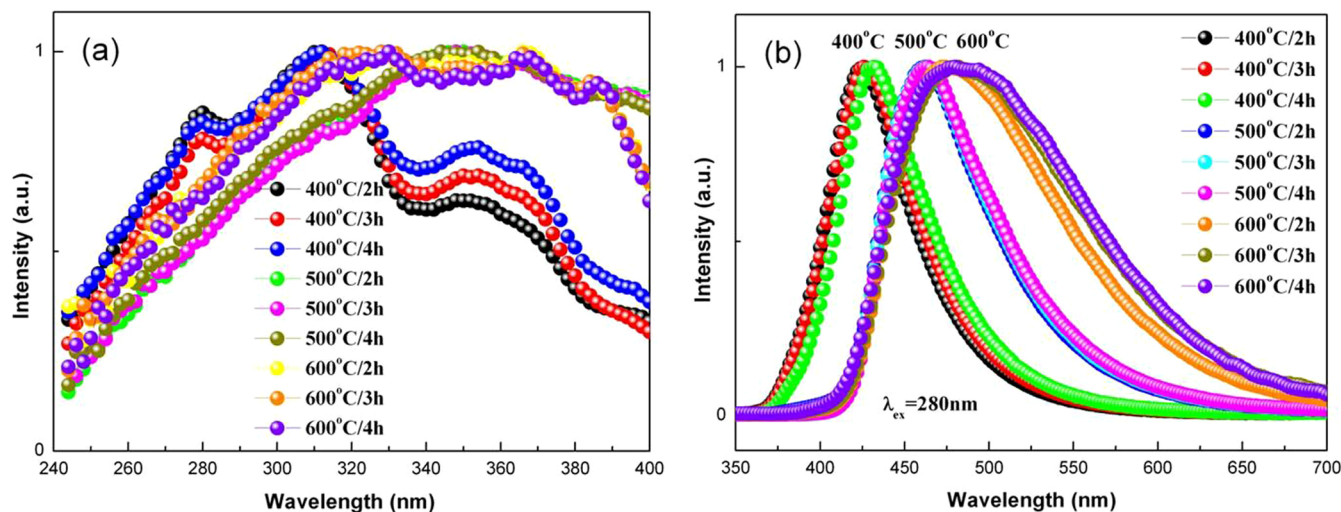 (a)
1
0
Intensity (a.u.)
400°C/2h
400°C/3h
400°C/4h
500°C/2h
500°C/3h
500°C/4h
600°C/2h
600°C/3h
600°C/4h
240 260 280 300 320 340 360 380 400
Wavelength (nm)
(b)
400°C 500°C 600°C
1
0
Intensity (a.u.)
400°C/2h
400°C/3h
400°C/4h
500°C/2h
500°C/3h
500°C/4h
600°C/2h
600°C/3h
600°C/4h
λex=280nm
350 400 450 500 550 600 650 700
Wavelength (nm)